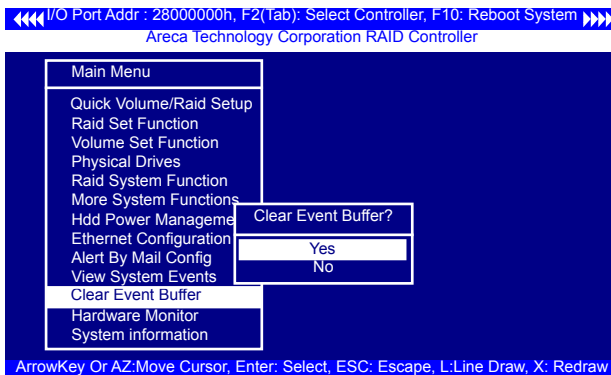 I/O Port Addr : 28000000h, F2(Tab): Select Controller, F10: Reboot System
Areca Technology Corporation RAID Controller
Main Menu
Quick Volume/Raid Setup
Raid Set Function
Volume Set Function
Physical Drives
Raid System Function
More System Functions
Hdd Power Manageme
Ethernet Configuration
Alert By Mail Config
View System Events
Clear Event Buffer
Hardware Monitor
System information
Clear Event Buffer?
Yes
No
ArrowKey Or AZ:Move Cursor, Enter: Select, ESC: Escape, L:Line Draw, X: Redraw